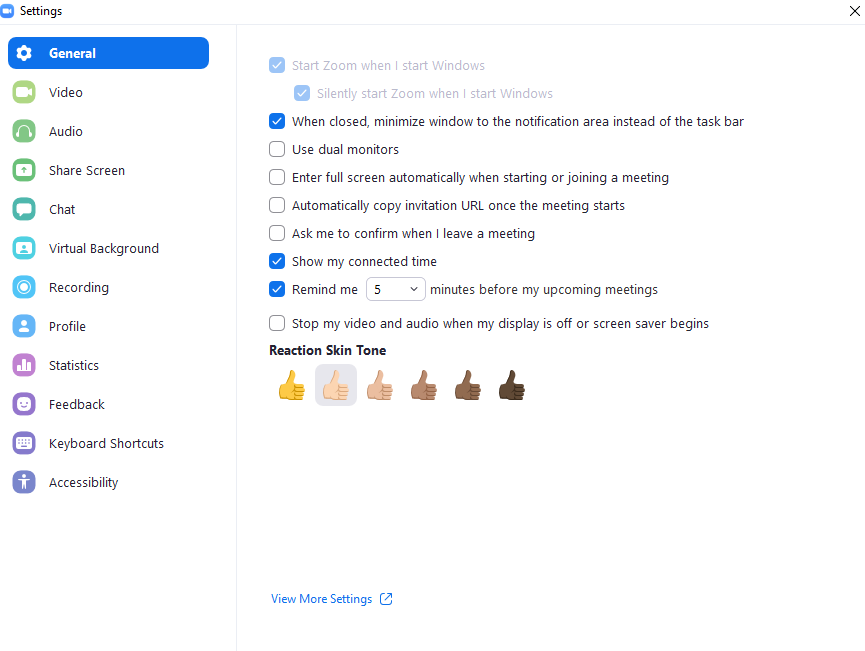 Settings
General
Video
Audio
Share Screen
Chat
Virtual Background
Recording
Profile
Statistics
Feedback
Keyboard Shortcuts
Accessibility
Start Zoom when I start Windows
Silently start Zoom when I start Windows
When closed, minimize window to the notification area instead of the task bar
Use dual monitors
Enter full screen automatically when starting or joining a meeting
Automatically copy invitation URL once the meeting starts
Ask me to confirm when I leave a meeting
Show my connected time
Remind me 5 minutes before my upcoming meetings
Stop my video and audio when my display is off or screen saver begins
Reaction Skin Tone
View More Settings